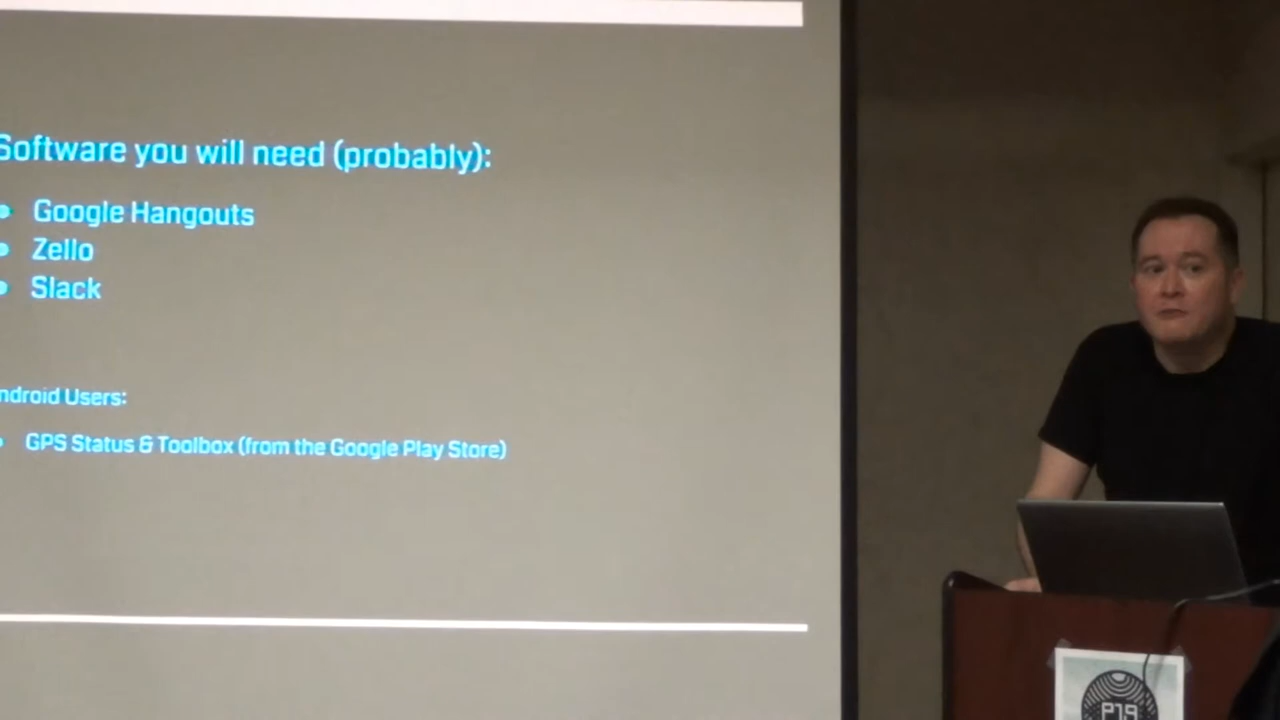 Software you will need (probably):
Google Hangouts
Zello
Slack
ndroid Users:
GPS Status & Toolbox (from the Google Play Store)
P19